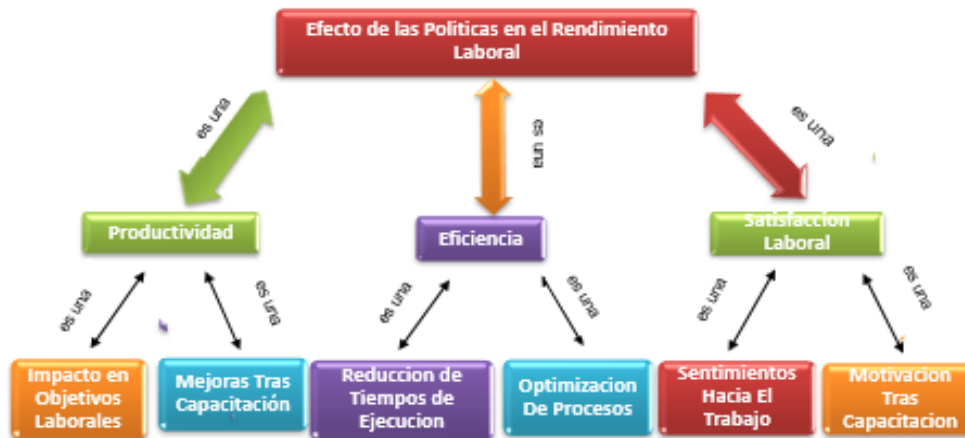 Efecto de las Politicas en el Rendimiento
Laboral
es una
es una
es una
Productividad
Eficiencia
Satisfaccion
Laboral
es una
es una
es una
es una
es una
es una
Impacto en
Objetivos
Laborales
Mejoras Tras
Capacitación
Reduccion de
Tiempos de
Ejecucion
Optimizacion
De Procesos
Sentimientos
Hacia El
Trabajo
Motivacion
Tras
Capacitacion